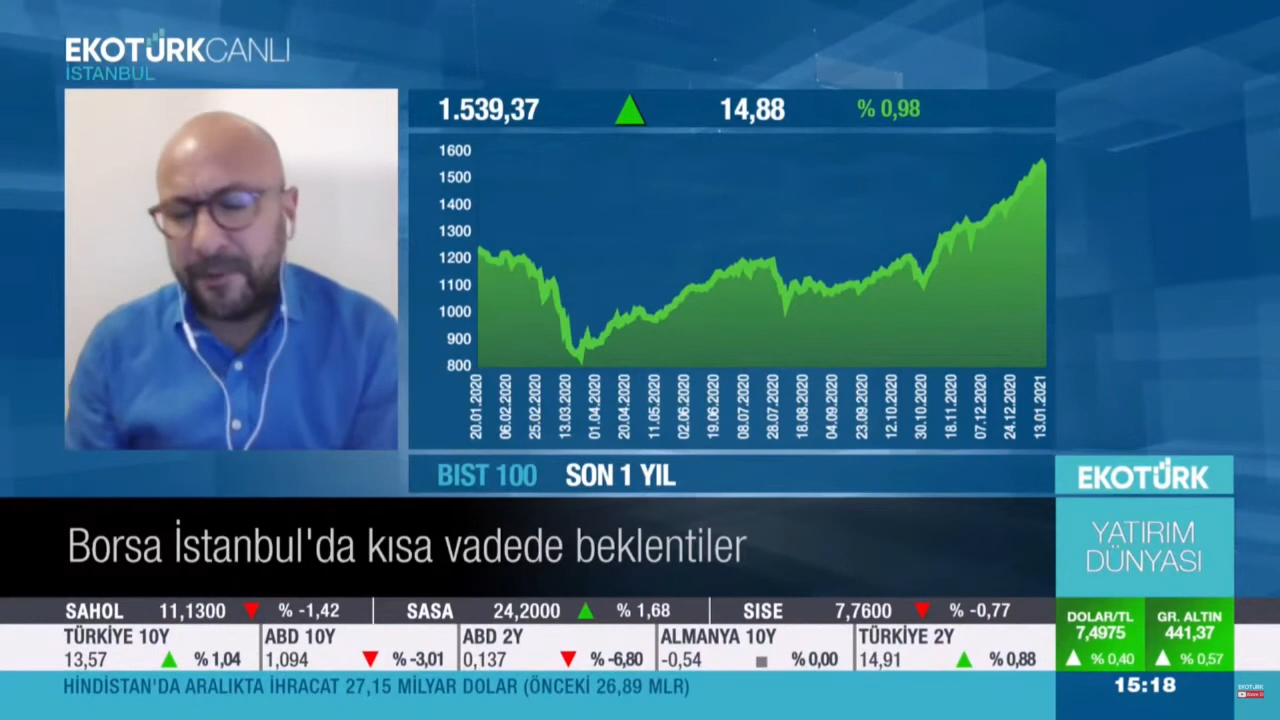 EKOTÜRKCANLI
İSTANBUL
1.539,37 14,88 % 0,98
1600
1500
1400
1300
1200
1100
1000
900
800
20.01.2020
06.02.2020
25.02.2020
13.03.2020
01.04.2020
20.04.2020
11.05.2020
02.06.2020
19.06.2020
08.07.2020
28.07.2020
18.08.2020
04.09.2020
23.09.2020
12.10.2020
30.10.2020
18.11.2020
07.12.2020
24.12.2020
13.01.2021
BIST 100 SON 1 YIL
EKOTÜRK
Borsa İstanbul'da kısa vadede beklentiler
YATIRIM
DÜNYASI
SAHOL 11,1300 % -1,42 SASA 24,2000 % 1,68 SISE 7,7600 % -0,77
TÜRKİYE 10Y ABD 10Y ABD 2Y ALMANYA 10Y TÜRKİYE 2Y
13,57 % 1,04 1,094 % -3,01 0,137 % -6,80 -0,54 % 0,00 14,91 % 0,88
DOLAR/TL GR. ALTIN
7,4975 441,37
% 0,40 % 0,57
HİNDİSTAN'DA ARALIKTA İHRACAT 27,15 MİLYAR DOLAR (ÖNCEKİ 26,89 MLR)
15:18
EKOTÜRK